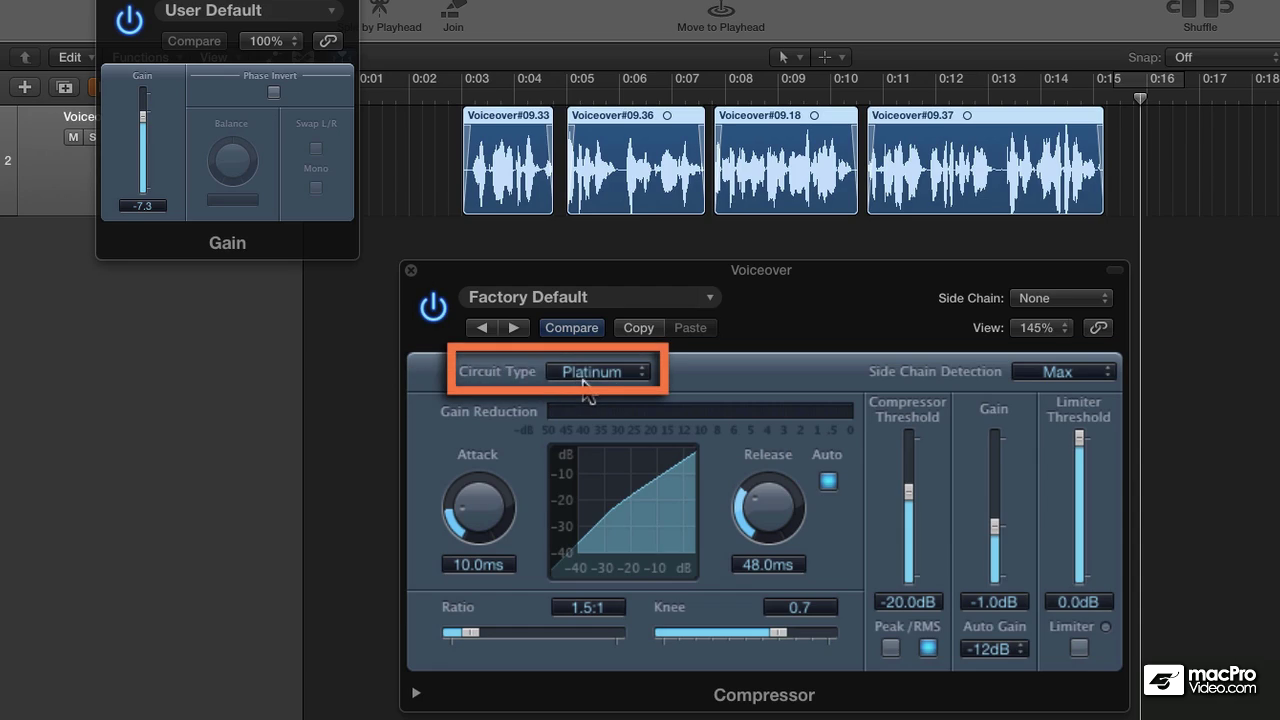 User Default
by Playhead
Join
Move to Playhead
Shuffle
Compare
100%
Edit
Functions
View
Snap: Off
Gain
Phase Invert
Balance
Swap L/R
Mono
-7.3
Gain
0:01 0:02 0:03 0:04 0:05 0:06 0:07 0:08 0:09 0:10 0:11 0:12 0:13 0:14 0:15 0:16 0:17 0:18
2
Voiceo
M S
Voiceover#09.33
Voiceover#09.36
Voiceover#09.18
Voiceover#09.37
Voiceover
Factory Default
Side Chain: None
Compare
Copy
Paste
View: 145%
Circuit Type Platinum
Side Chain Detection Max
Gain Reduction
-dB 50 45 40 35 30 25 20 15 12 10 8 6 5 4 3 2 1 .5 0
Attack
10.0ms
dB
-10
-20
-30
-40
-40 -30 -20 -10 dB
Release
Auto
48.0ms
Ratio 1.5:1
Knee 0.7
Compressor
Threshold
-20.0dB
Peak/RMS
Gain
-1.0dB
Auto Gain
-12dB
Limiter
Threshold
0.0dB
Limiter
Compressor
macPro
Video.com